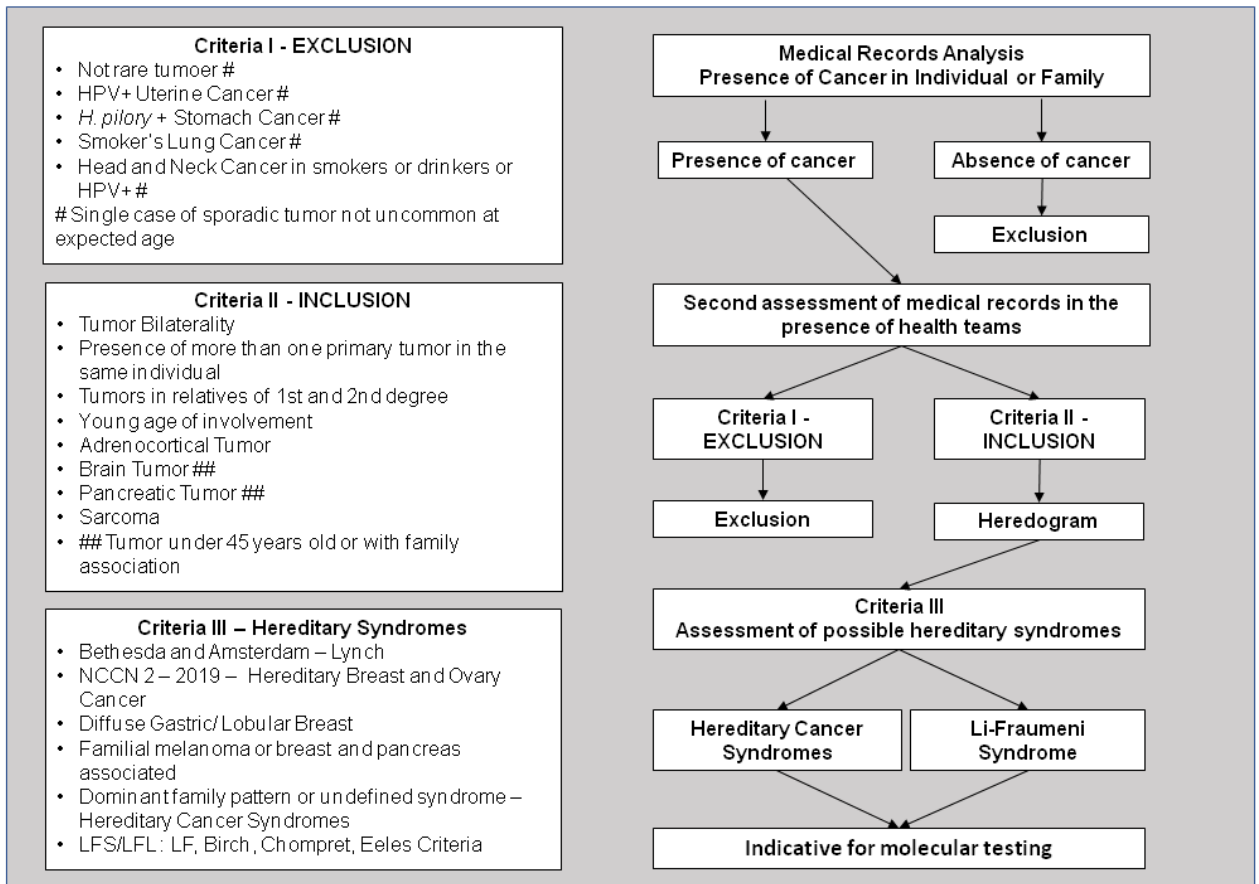 Criteria I - EXCLUSION
• Not rare tumoer #
• HPV+ Uterine Cancer #
• H. pilory + Stomach Cancer #
• Smoker's Lung Cancer #
• Head and Neck Cancer in smokers or drinkers or
HPV+ #
# Single case of sporadic tumor not uncommon at
expected age
Criteria II - INCLUSION
• Tumor Bilaterality
• Presence of more than one primary tumor in the
same individual
• Tumors in relatives of 1st and 2nd degree
• Young age of involvement
• Adrenocortical Tumor
• Brain Tumor ##
• Pancreatic Tumor ##
• Sarcoma
• ## Tumor under 45 years old or with family
association
Criteria III – Hereditary Syndromes
• Bethesda and Amsterdam – Lynch
• NCCN 2 – 2019 – Hereditary Breast and Ovary
Cancer
• Diffuse Gastric/ Lobular Breast
• Familial melanoma or breast and pancreas
associated
• Dominant family pattern or undefined syndrome –
Hereditary Cancer Syndromes
• LFS/LFL: LF, Birch, Chompret, Eeles Criteria
Medical Records Analysis
Presence of Cancer in Individual or Family
Presence of cancer
Absence of cancer
Exclusion
Second assessment of medical records in the
presence of health teams
Criteria I -
EXCLUSION
Criteria II -
INCLUSION
Exclusion
Heredogram
Criteria III
Assessment of possible hereditary syndromes
Hereditary Cancer
Syndromes
Li-Fraumeni
Syndrome
Indicative for molecular testing